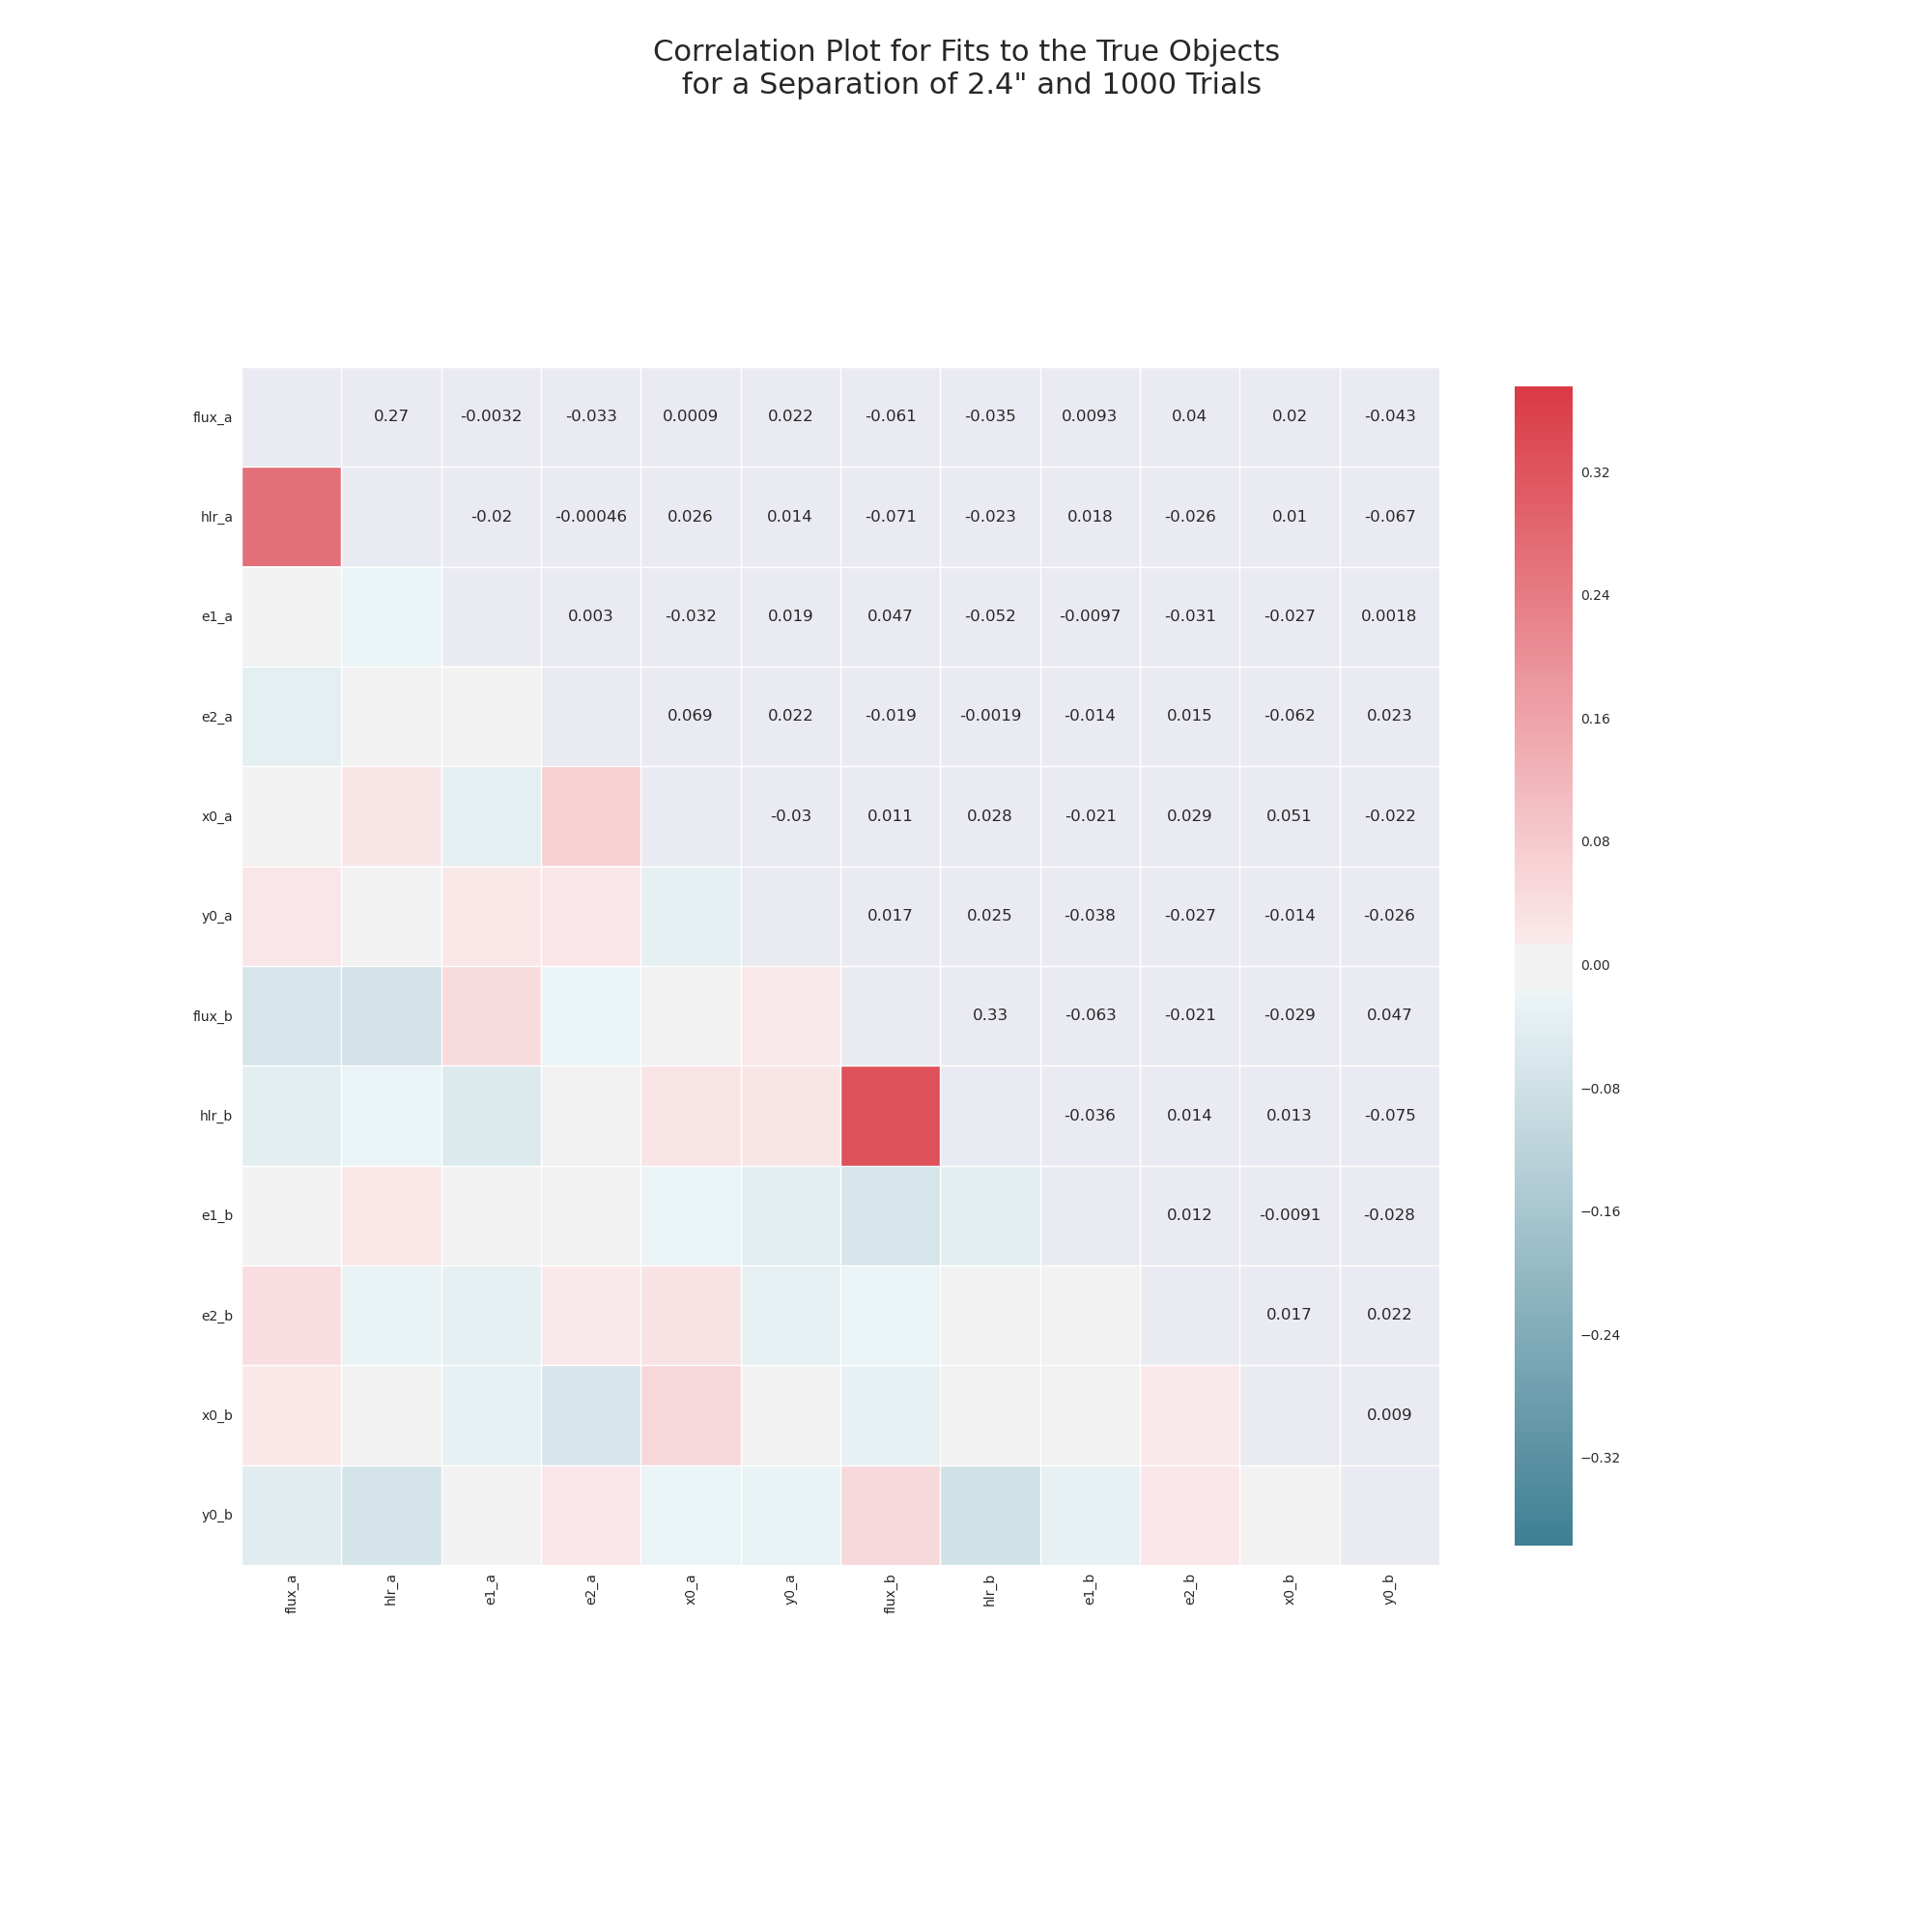 Correlation Plot for Fits to the True Objects
for a Separation of 2.4" and 1000 Trials
flux_a 0.27 -0.0032 -0.033 0.0009 0.022 -0.061 -0.035 0.0093 0.04 0.02 -0.043
hlr_a -0.02 -0.00046 0.026 0.014 -0.071 -0.023 0.018 -0.026 0.01 -0.067
e1_a 0.003 -0.032 0.019 0.047 -0.052 -0.0097 -0.031 -0.027 0.0018
e2_a 0.069 0.022 -0.019 -0.0019 -0.014 0.015 -0.062 0.023
x0_a -0.03 0.011 0.028 -0.021 0.029 0.051 -0.022
y0_a 0.017 0.025 -0.038 -0.027 -0.014 -0.026
flux_b 0.33 -0.063 -0.021 -0.029 0.047
hlr_b -0.036 0.014 0.013 -0.075
e1_b 0.012 -0.0091 -0.028
e2_b 0.017 0.022
x0_b 0.009
y0_b
flux_a hlr_a e1_a e2_a x0_a y0_a flux_b hlr_b e1_b e2_b x0_b y0_b
0.32
0.24
0.16
0.08
0.00
−0.08
−0.16
−0.24
−0.32